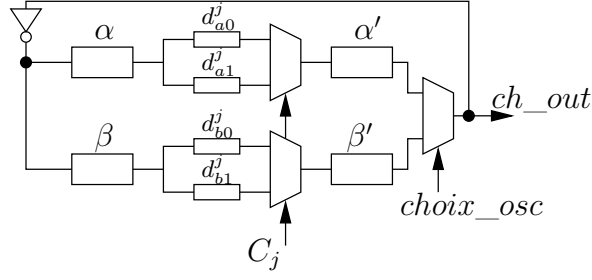 α
d^j_{a0}
d^j_{a1}
α′
ch_out
β
d^j_{b0}
d^j_{b1}
β′
choix_osc
C_j